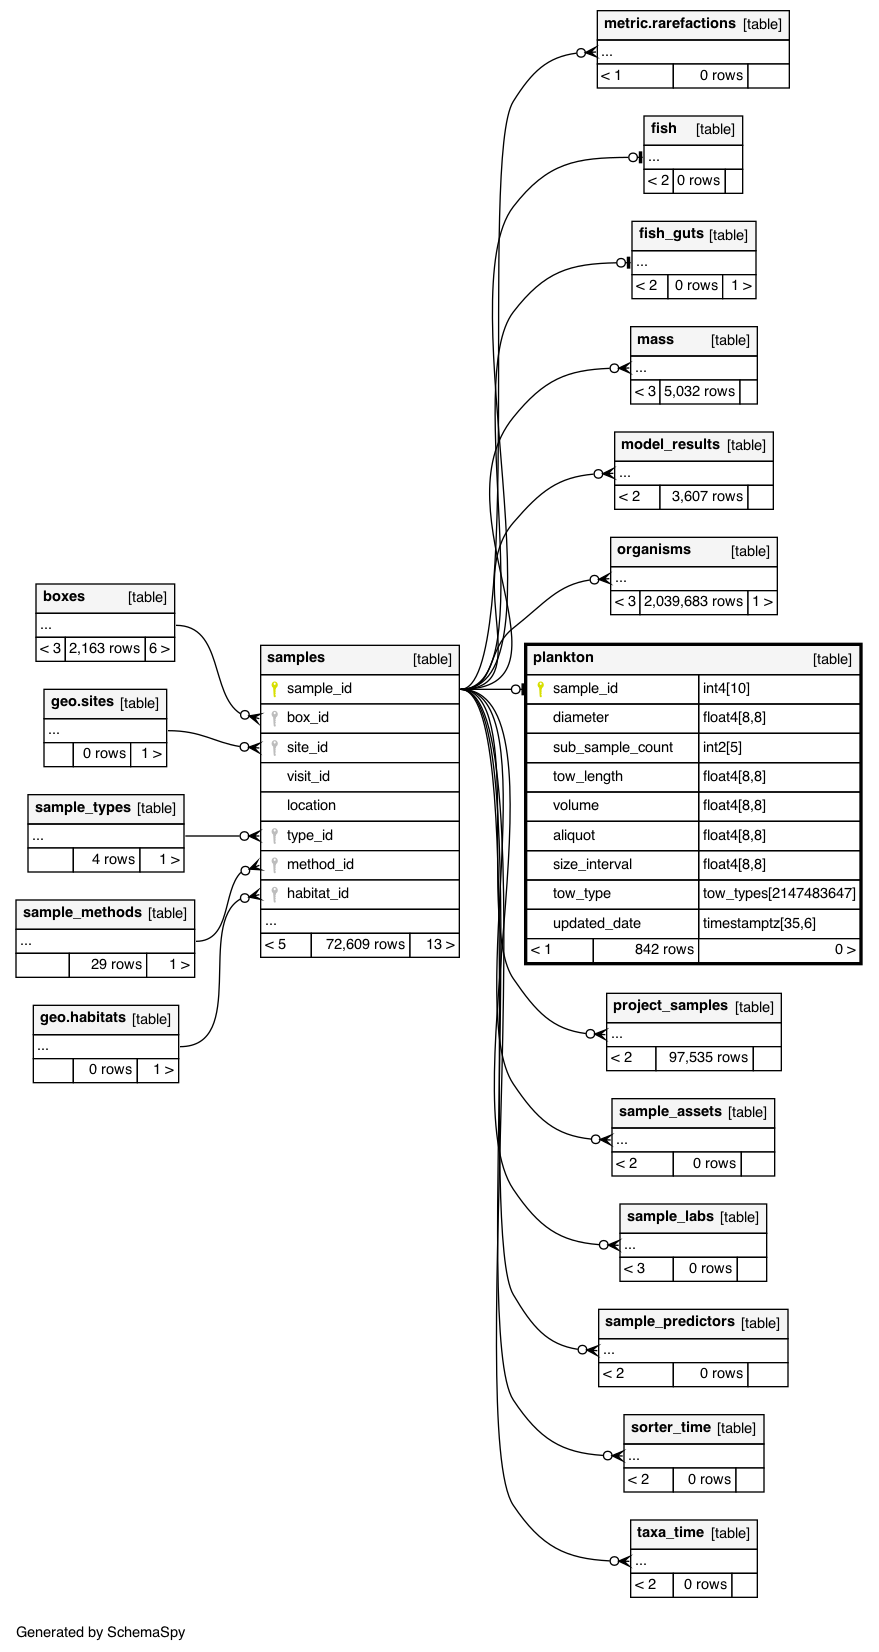 metric.rarefactions [table]
...
< 1 0 rows
fish [table]
...
< 2 0 rows
fish_guts [table]
...
< 2 0 rows 1 >
mass [table]
...
< 3 5,032 rows
model_results [table]
...
< 2 3,607 rows
organisms [table]
...
< 3 2,039,683 rows 1 >
boxes [table]
...
< 3 2,163 rows 6 >
geo.sites [table]
...
0 rows 1 >
sample_types [table]
...
4 rows 1 >
sample_methods [table]
...
29 rows 1 >
geo.habitats [table]
...
0 rows 1 >
samples [table]
sample_id
box_id
site_id
visit_id
location
type_id
method_id
habitat_id
...
< 5 72,609 rows 13 >
plankton [table]
sample_id int4[10]
diameter float4[8,8]
sub_sample_count int2[5]
tow_length float4[8,8]
volume float4[8,8]
aliquot float4[8,8]
size_interval float4[8,8]
tow_type tow_types[2147483647]
updated_date timestamptz[35,6]
< 1 842 rows 0 >
project_samples [table]
...
< 2 97,535 rows
sample_assets [table]
...
< 2 0 rows
sample_labs [table]
...
< 3 0 rows
sample_predictors [table]
...
< 2 0 rows
sorter_time [table]
...
< 2 0 rows
taxa_time [table]
...
< 2 0 rows
Generated by SchemaSpy